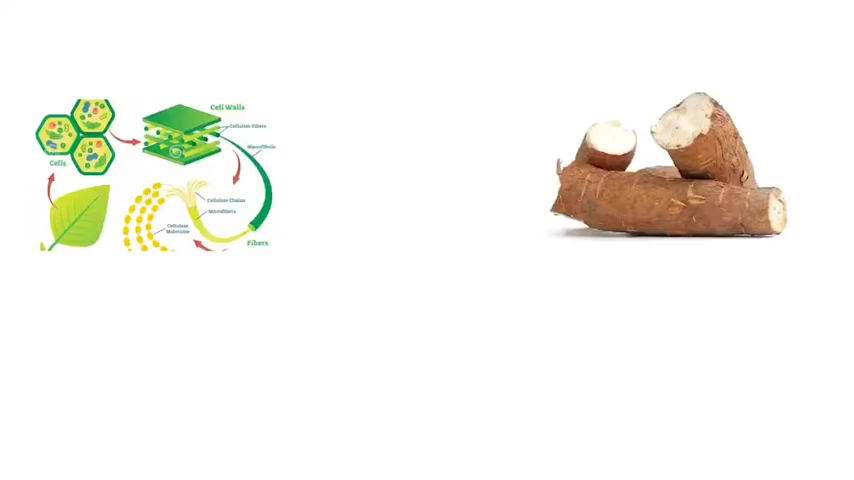 Cell Walls
Cellulose Fibers
Microfibrils
Cells
Cellulose Chains
Microfibrils
Cellulose
Molecules
Fibers